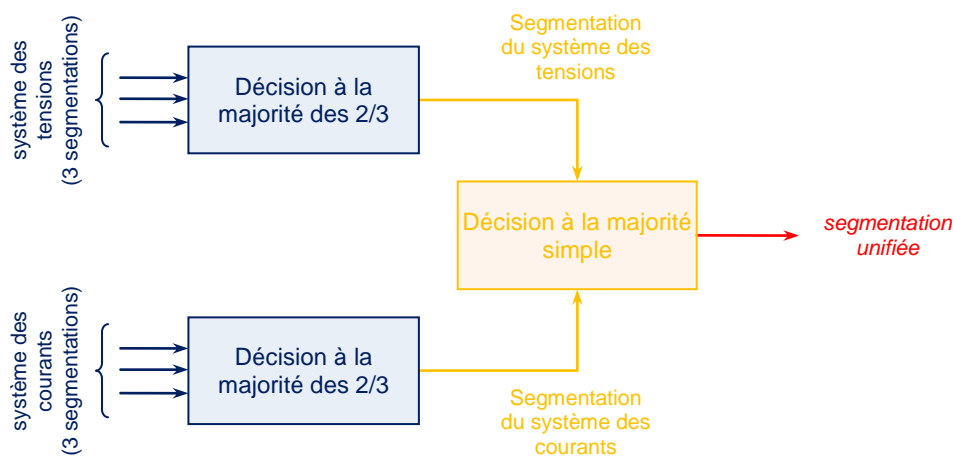 système des
tensions
(3 segmentations)
Décision à la
majorité des 2/3
Segmentation
du système des
tensions
Décision à la majorité
simple
segmentation
unifiée
système des
courants
(3 segmentations)
Décision à la
majorité des 2/3
Segmentation
du système des
courants